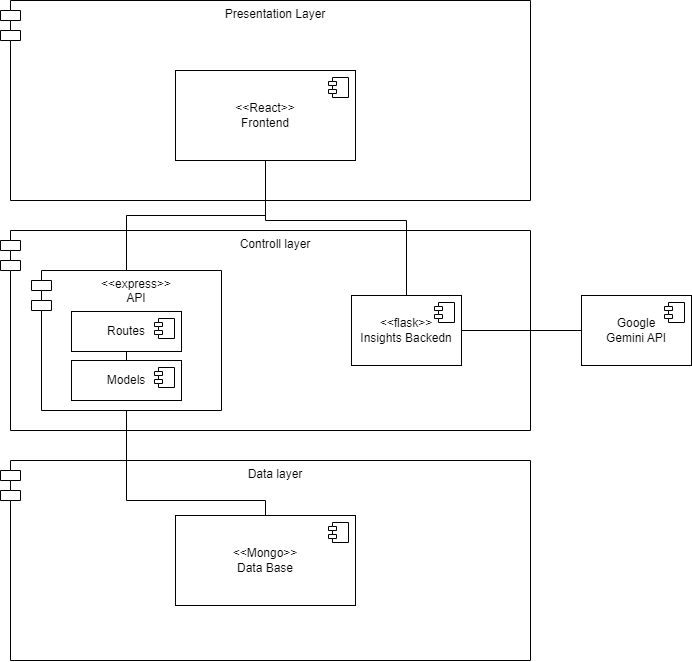 Presentation Layer
<<React>>
Frontend
Controll layer
<<express>>
API
Routes
Models
<<flask>>
Insights Backedn
Google
Gemini API
Data layer
<<Mongo>>
Data Base